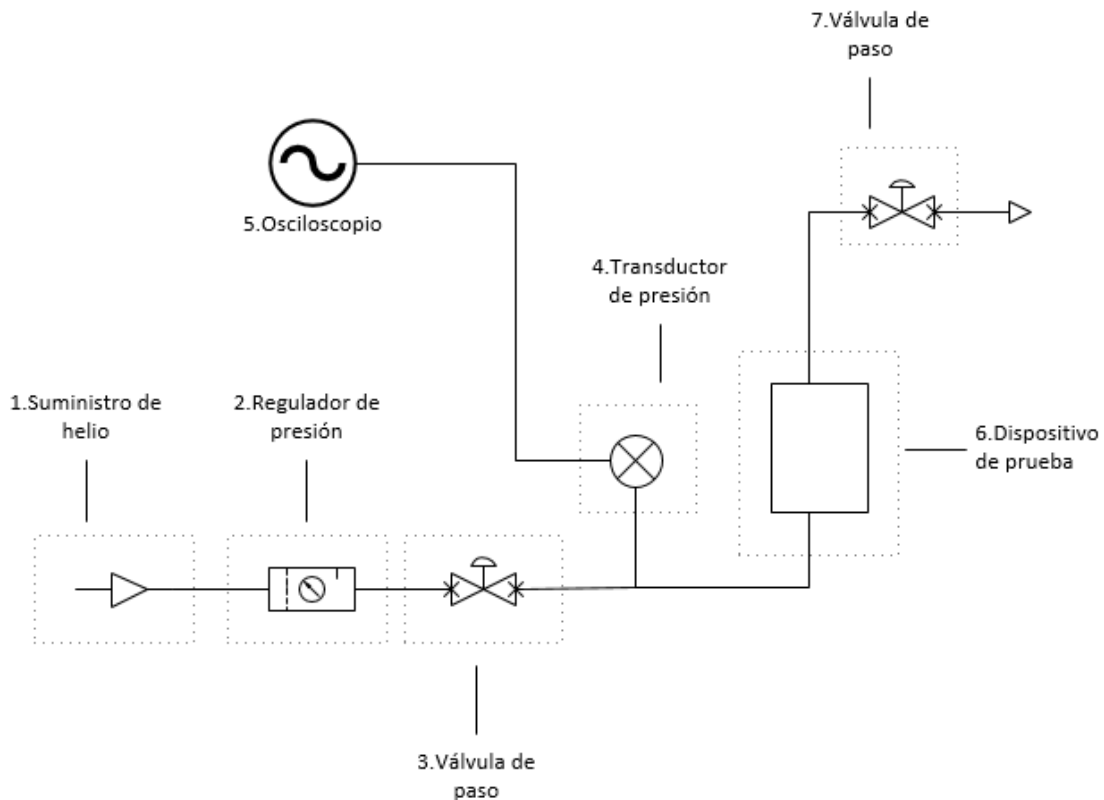 7.Válvula de
paso
5.Osciloscopio
4.Transductor
de presión
1.Suministro de
helio
2.Regulador de
presión
6.Dispositivo
de prueba
3.Válvula de
paso